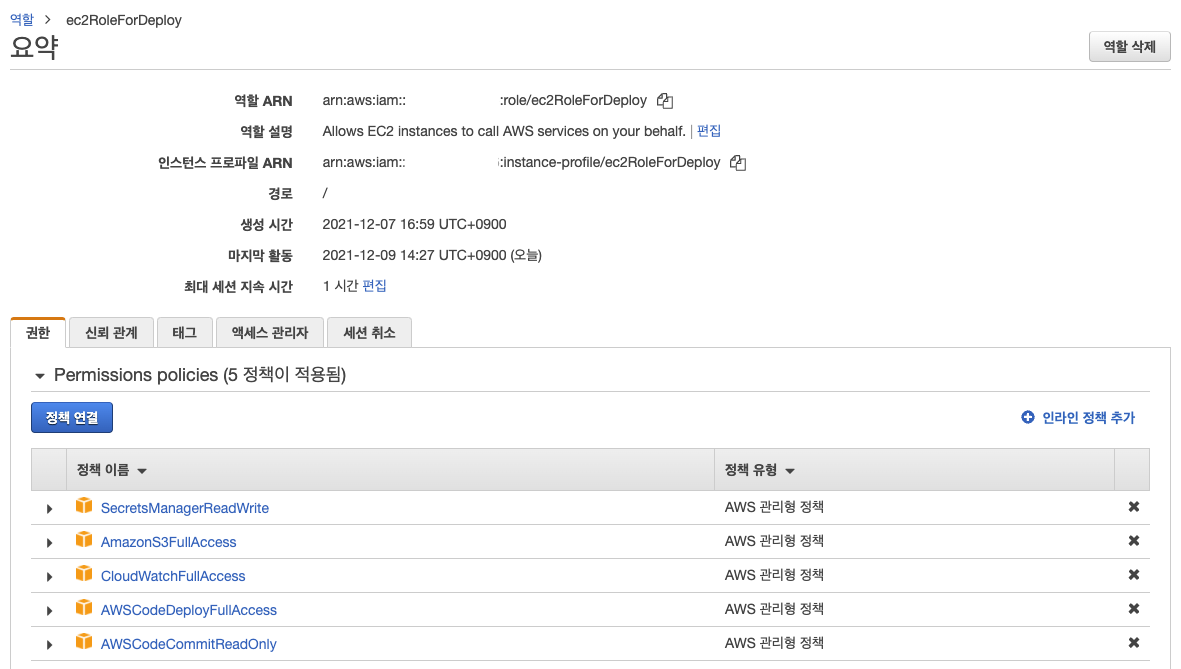 역할 > ec2RoleForDeploy
요약
역할 삭제
역할 ARN arn:aws:iam:: :role/ec2RoleForDeploy
역할 설명 Allows EC2 instances to call AWS services on your behalf. | 편집
인스턴스 프로파일 ARN arn:aws:iam:: :instance-profile/ec2RoleForDeploy
경로 /
생성 시간 2021-12-07 16:59 UTC+0900
마지막 활동 2021-12-09 14:27 UTC+0900 (오늘)
최대 세션 지속 시간 1 시간 편집
권한 신뢰 관계 태그 액세스 관리자 세션 취소
Permissions policies (5 정책이 적용됨)
정책 연결 인라인 정책 추가
정책 이름 정책 유형
SecretsManagerReadWrite AWS 관리형 정책
AmazonS3FullAccess AWS 관리형 정책
CloudWatchFullAccess AWS 관리형 정책
AWSCodeDeployFullAccess AWS 관리형 정책
AWSCodeCommitReadOnly AWS 관리형 정책